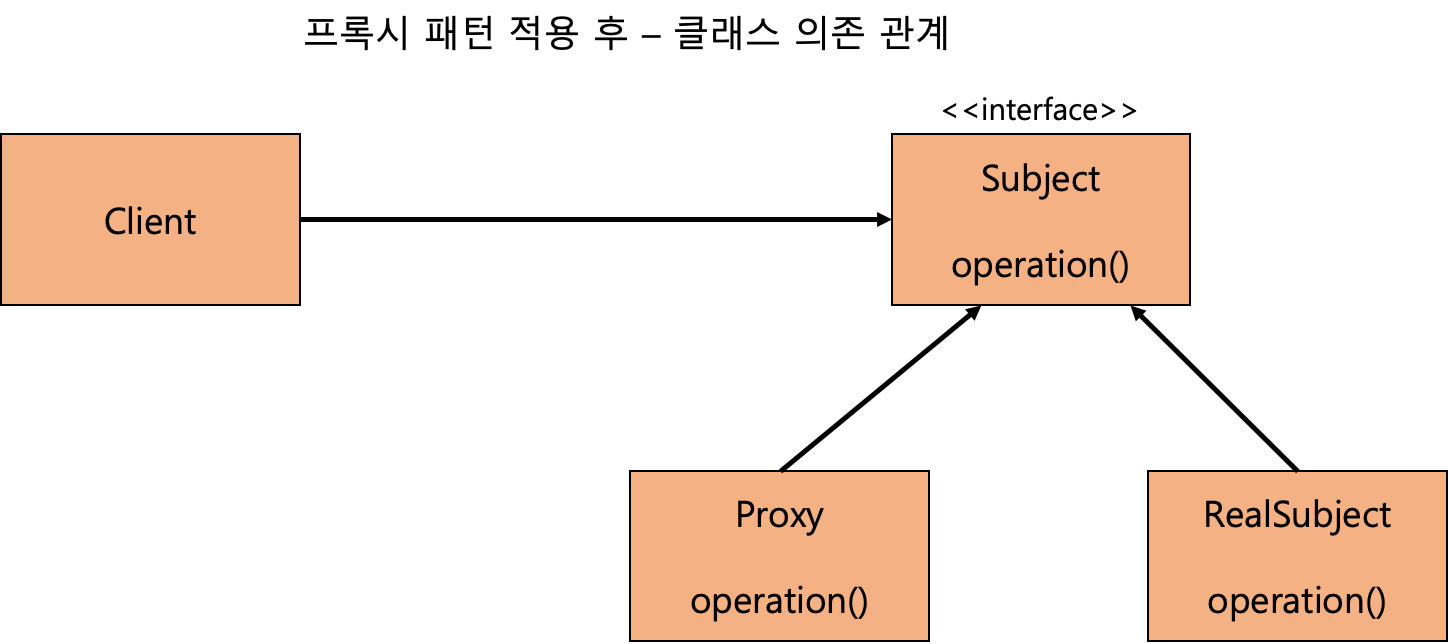 프록시 패턴 적용 후 – 클래스 의존 관계
<<interface>>
Client
Subject
operation()
Proxy
operation()
RealSubject
operation()